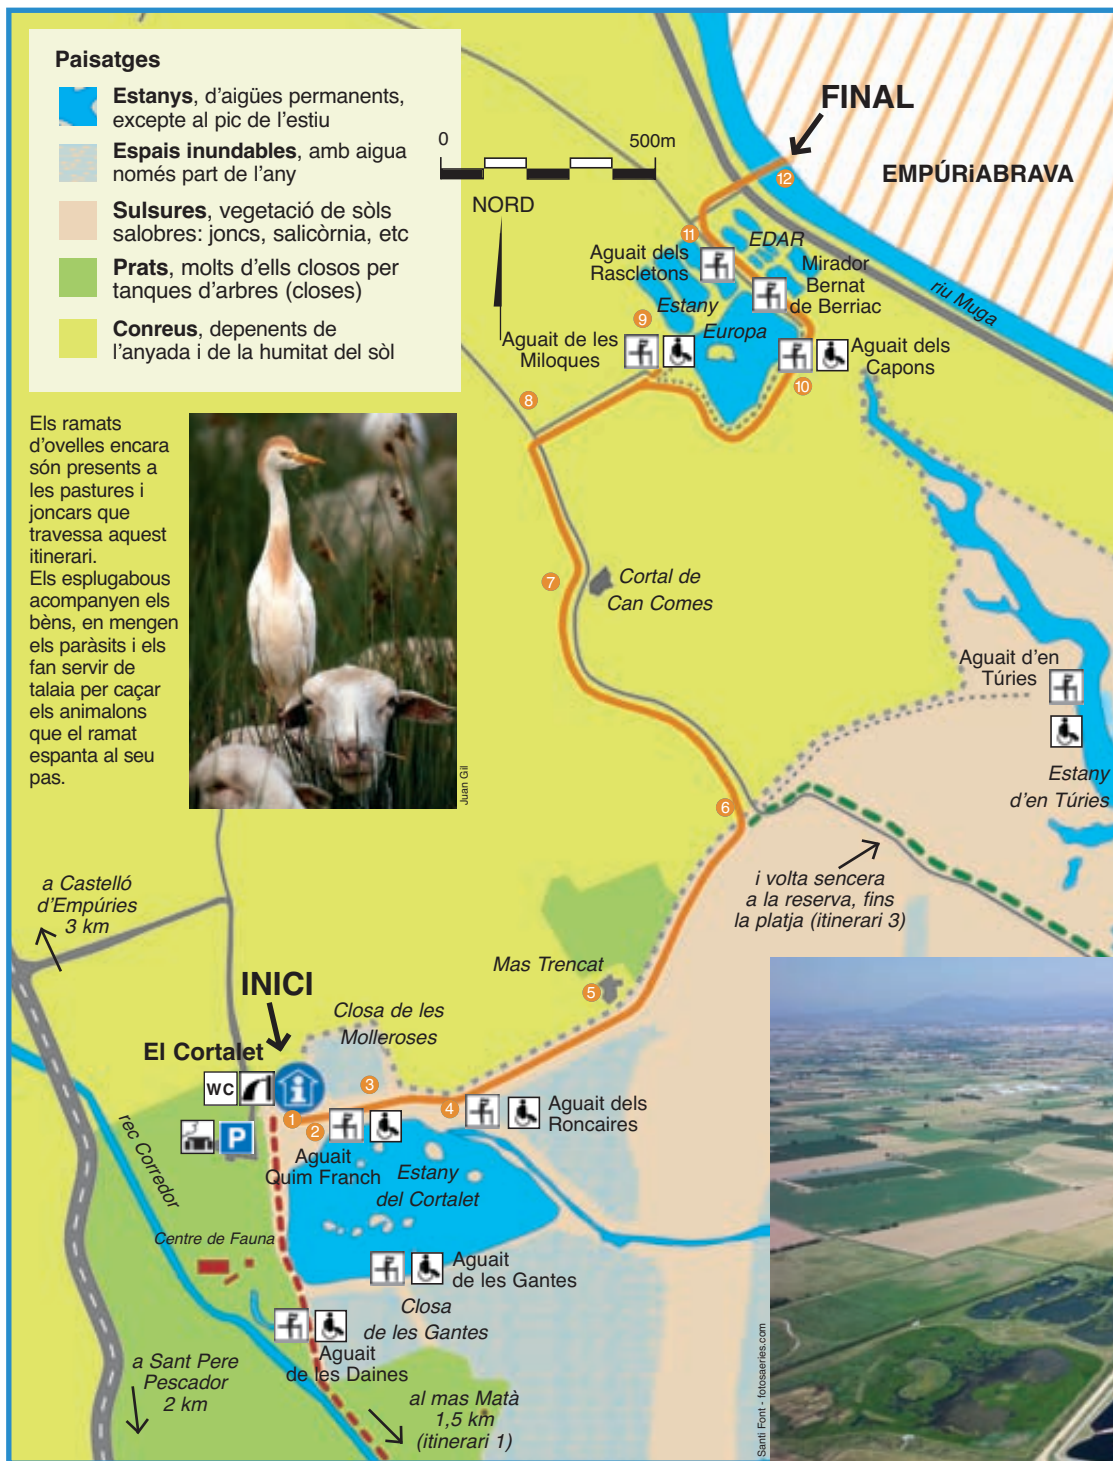 Paisatges
Estanys, d'aigües permanents,
excepte al pic de l'estiu
Espais inundables, amb aigua
només part de l'any
Sulsures, vegetació de sòls
salobres: joncs, salicòrnia, etc
Prats, molts d'ells closos per
tanques d'arbres (closes)
Conreus, depenents de
l'anyada i de la humitat del sòl
0
500m
NORD
FINAL
12
EMPÚRiABRAVA
11
EDAR
Aguait dels
Rascletons
Mirador
Bernat
de Berriac
riu Muga
Estany
Europa
9
Aguait de les
Miloques
Aguait dels
Capons
10
8
Els ramats
d'ovelles encara
són presents a
les pastures i
joncars que
travessa aquest
itinerari.
Els esplugabous
acompanyen els
bèns, en mengen
els paràsits i els
fan servir de
talaia per caçar
els animalons
que el ramat
espanta al seu
pas.
Juan Gil
7
Cortal de
Can Comes
Aguait d'en
Túries
Estany
d'en Túries
6
i volta sencera
a la reserva, fins
la platja (itinerari 3)
a Castelló
d'Empúries
3 km
Mas Trencat
5
INICI
Closa de les
Molleroses
El Cortalet
WC
i
3
1
2
4
Aguait dels
Roncaires
P
Aguait
Quim Franch
Estany
del Cortalet
rec Corredor
Centre de Fauna
Aguait
de les Gantes
Closa
de les Gantes
Aguait
de les Daines
a Sant Pere
Pescador
2 km
al mas Matà
1,5 km
(itinerari 1)
Santi Font - fotosaeries.com